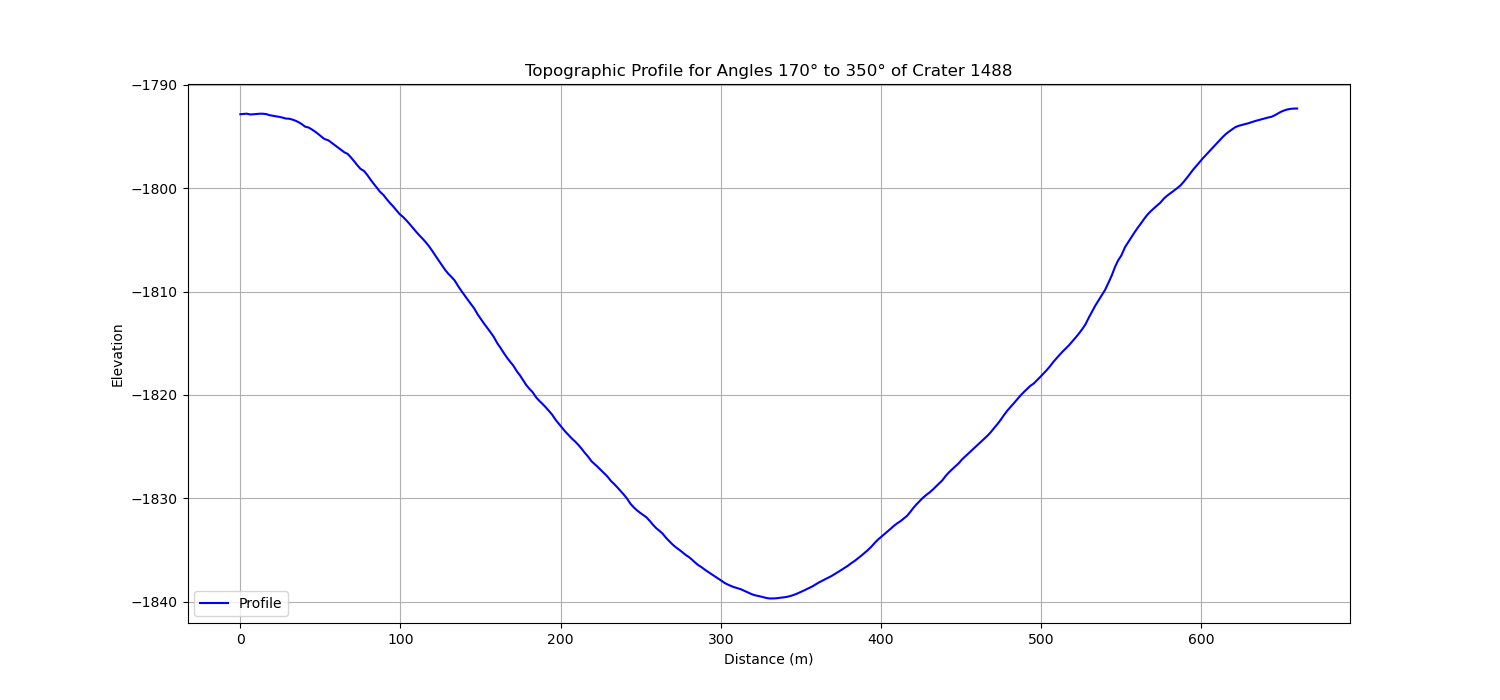 Topographic Profile for Angles 170° to 350° of Crater 1488
−1790
−1800
−1810
−1820
−1830
−1840
Elevation
Profile
0 100 200 300 400 500 600
Distance (m)